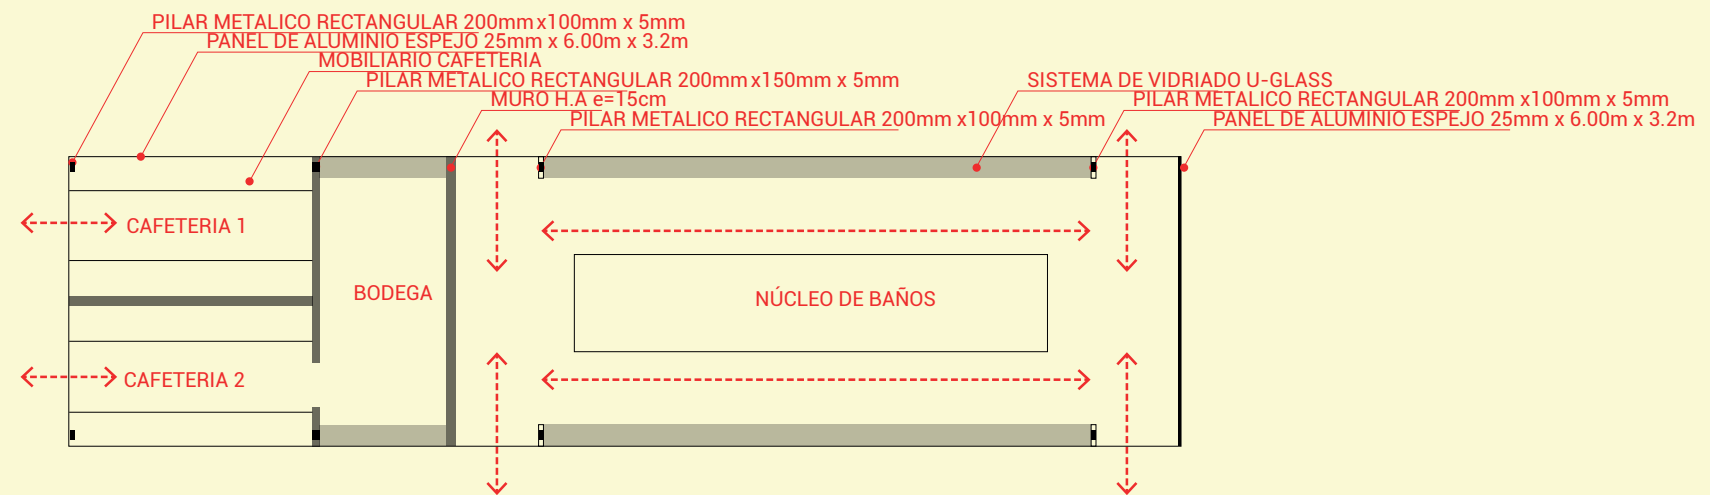 PILAR METALICO RECTANGULAR 200mm x100mm x 5mm
PANEL DE ALUMINIO ESPEJO 25mm x 6.00m x 3.2m
MOBILIARIO CAFETERIA
PILAR METALICO RECTANGULAR 200mm x150mm x 5mm
SISTEMA DE VIDRIADO U-GLASS
MURO H.A e=15cm
PILAR METALICO RECTANGULAR 200mm x100mm x 5mm
PILAR METALICO RECTANGULAR 200mm x100mm x 5mm
PANEL DE ALUMINIO ESPEJO 25mm x 6.00m x 3.2m
CAFETERIA 1
BODEGA
NÚCLEO DE BAÑOS
CAFETERIA 2